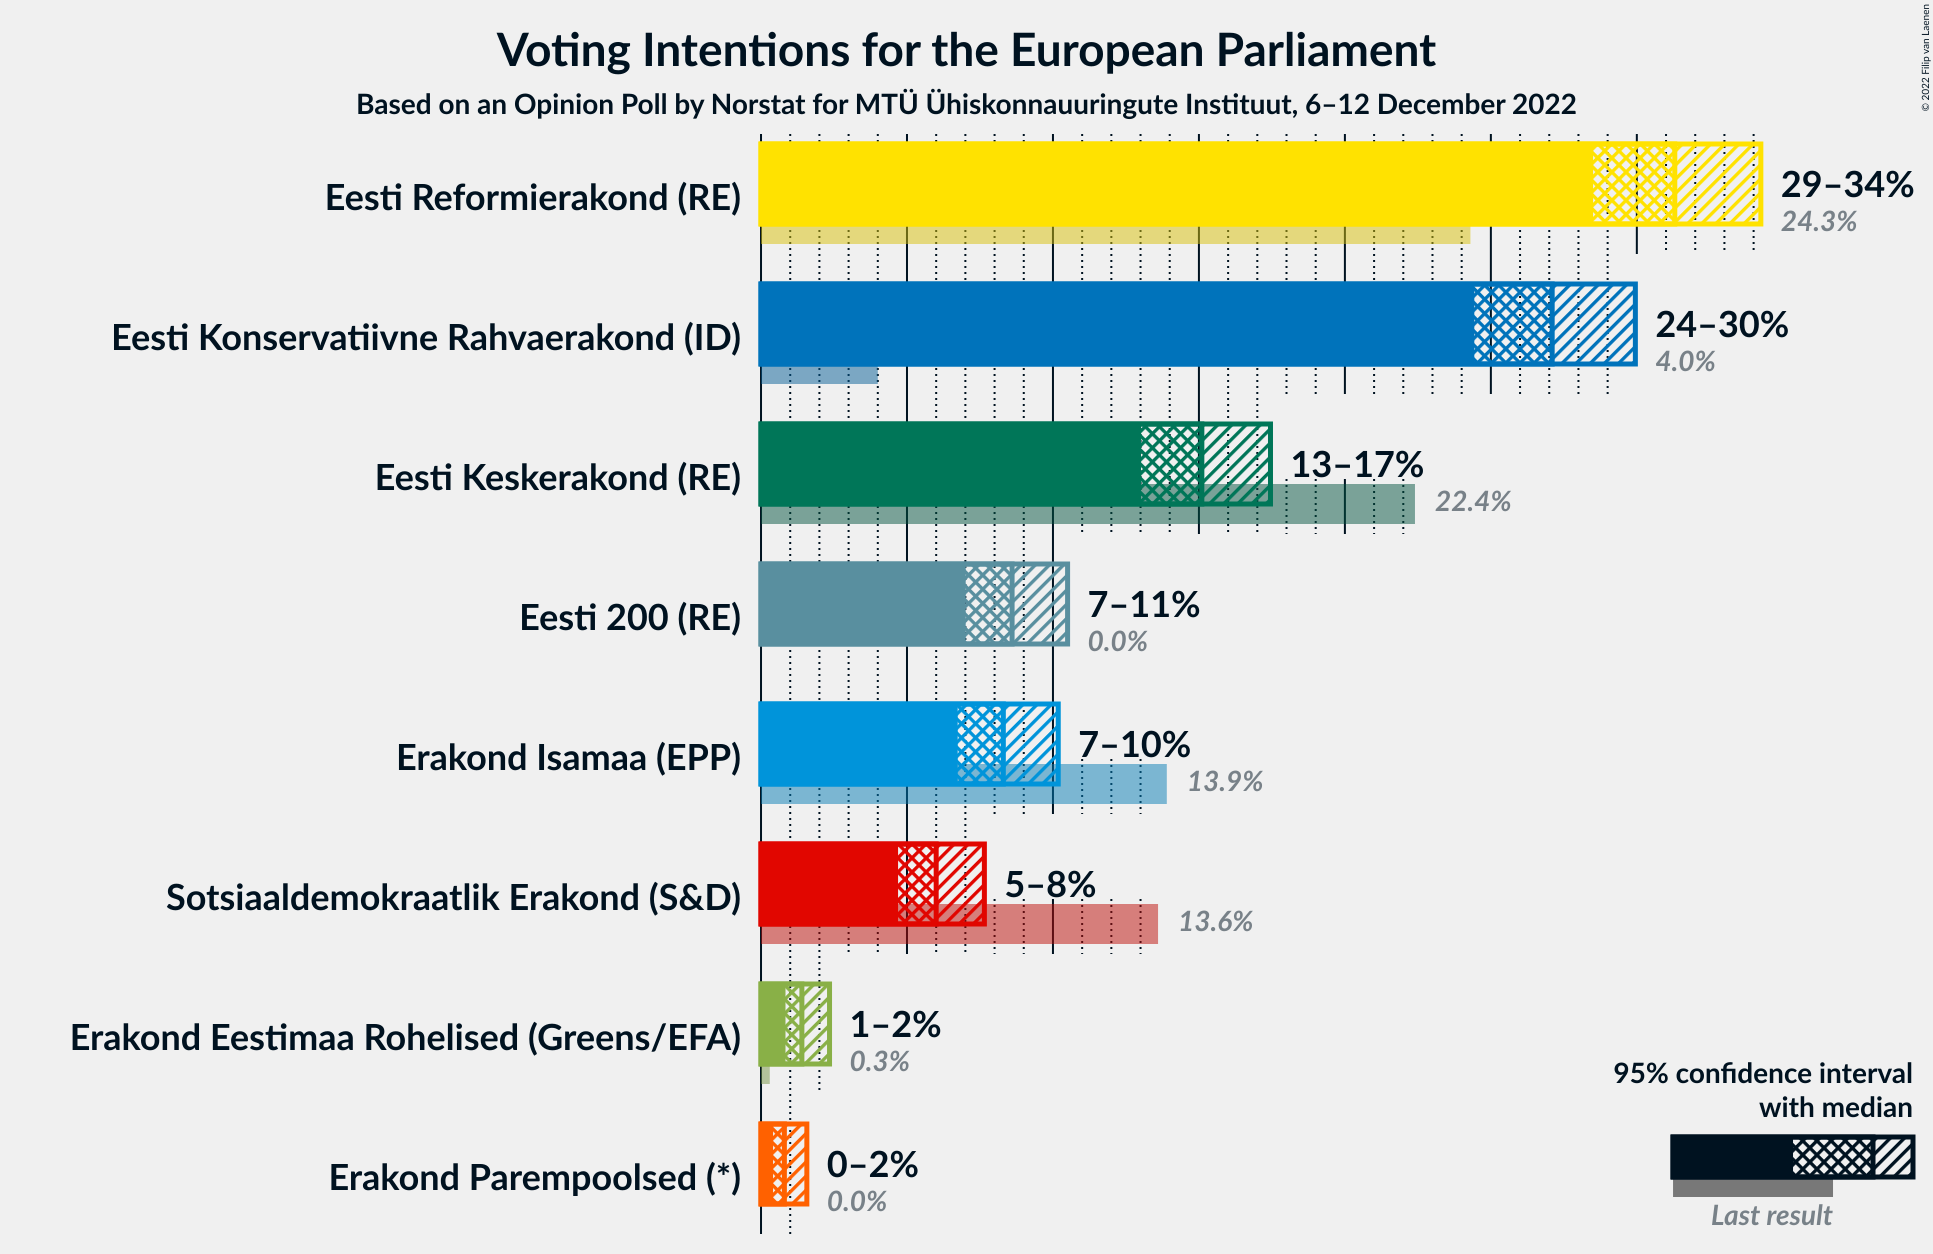 Voting Intentions for the European Parliament
Based on an Opinion Poll by Norstat for MTÜ Ühiskonnauuringute Instituut, 6–12 December 2022
© 2022 Filip van Laenen
Eesti Reformierakond (RE)
29–34%
24.3%
Eesti Konservatiivne Rahvaerakond (ID)
24–30%
4.0%
Eesti Keskerakond (RE)
13–17%
22.4%
Eesti 200 (RE)
7–11%
0.0%
Erakond Isamaa (EPP)
7–10%
13.9%
Sotsiaaldemokraatlik Erakond (S&D)
5–8%
13.6%
Erakond Eestimaa Rohelised (Greens/EFA)
1–2%
0.3%
Erakond Parempoolsed (*)
0–2%
0.0%
95% confidence interval
with median
Last result